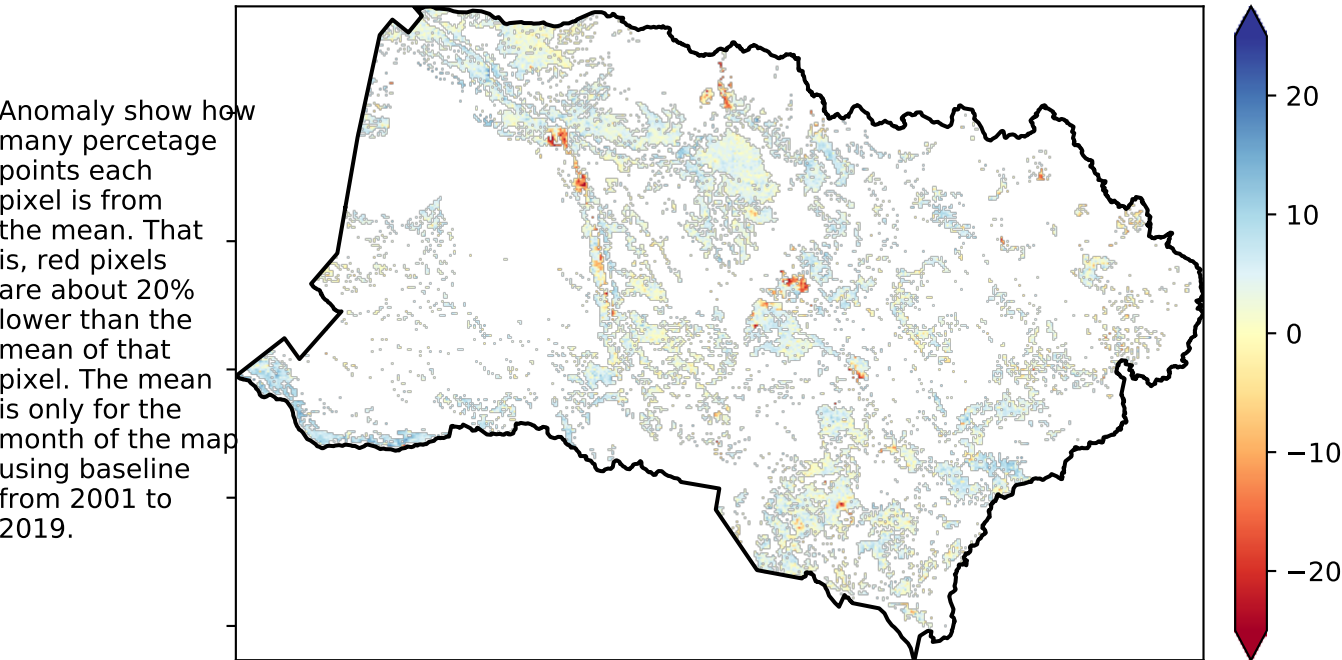 Anomaly show how
many percetage
points each
pixel is from
the mean. That
is, red pixels
are about 20%
lower than the
mean of that
pixel. The mean
is only for the
month of the map
using baseline
from 2001 to
2019.
20
10
0
−10
−20